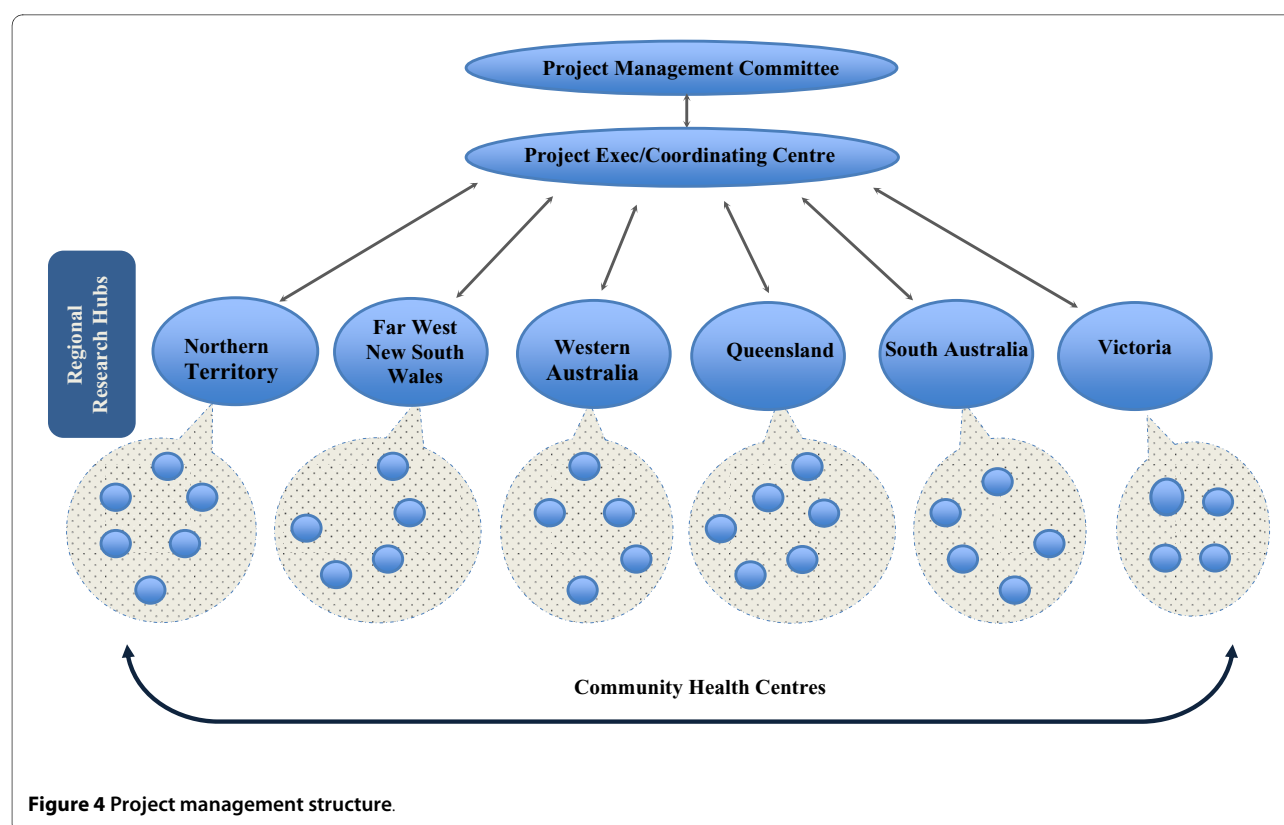 Project Management Committee
Project Exec/Coordinating Centre
Regional
Research Hubs
Northern
Territory
Far West
New South
Wales
Western
Australia
Queensland
South Australia
Victoria
Community Health Centres
Figure 4 Project management structure.